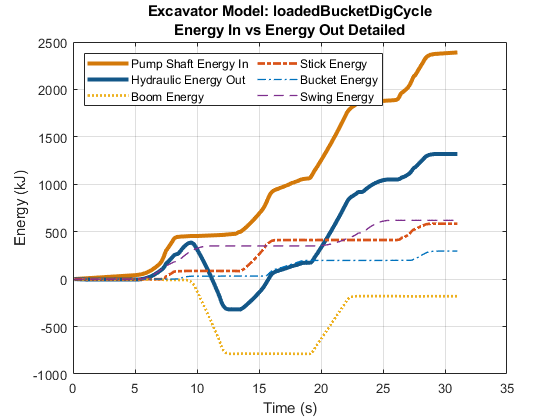 Excavator Model: loadedBucketDigCycle
Energy In vs Energy Out Detailed
Pump Shaft Energy In
Hydraulic Energy Out
Boom Energy
Stick Energy
Bucket Energy
Swing Energy
Energy (kJ)
2500
2000
1500
1000
500
0
-500
-1000
0 5 10 15 20 25 30 35
Time (s)